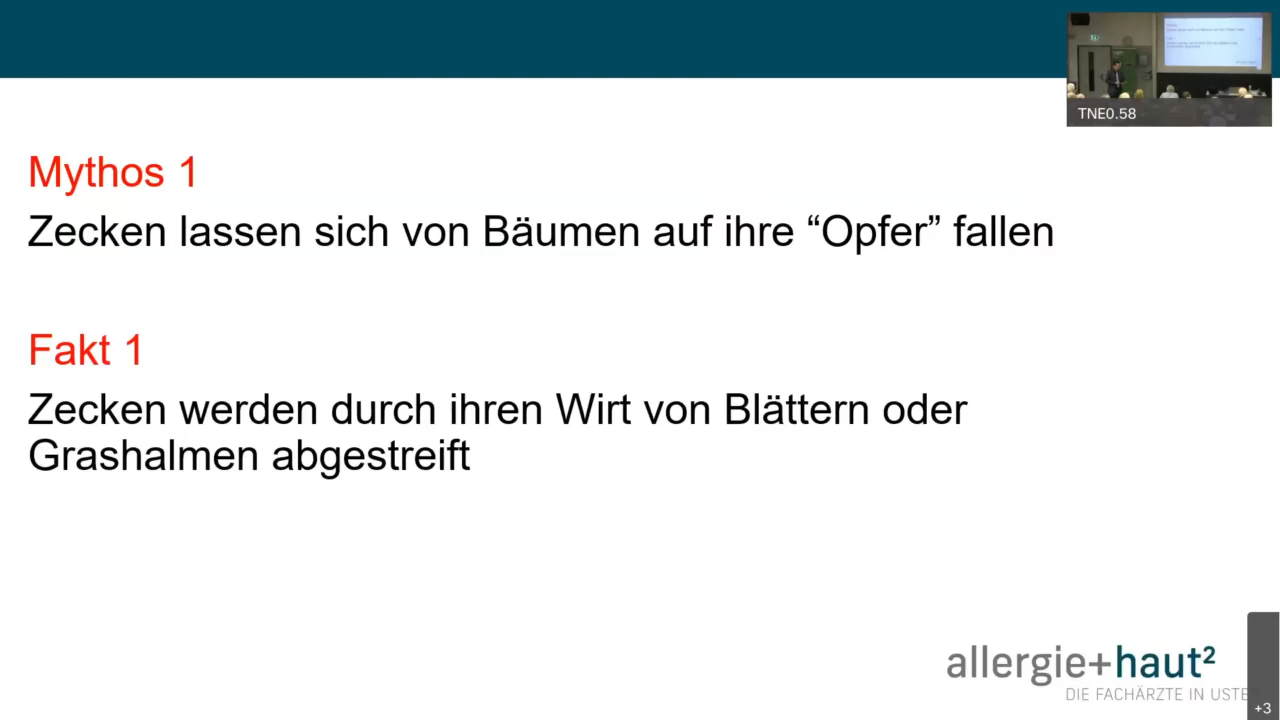 TNE0.58
Mythos 1
Zecken lassen sich von Bäumen auf ihre “Opfer” fallen
Fakt 1
Zecken werden durch ihren Wirt von Blättern oder
Grashalmen abgestreift
allergie+haut²
DIE FACHÄRZTE IN USTE
+3